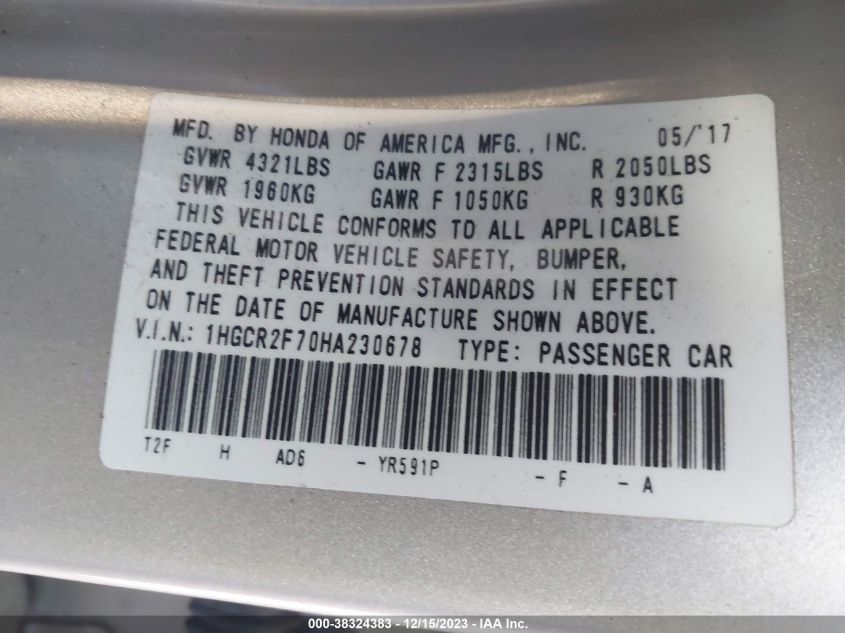 MFD. BY HONDA OF AMERICA MFG., INC. 05/'17
GVWR 4321LBS GAWR F 2315LBS R 2050LBS
GVWR 1960KG GAWR F 1050KG R 930KG
THIS VEHICLE CONFORMS TO ALL APPLICABLE
FEDERAL MOTOR VEHICLE SAFETY, BUMPER,
AND THEFT PREVENTION STANDARDS IN EFFECT
ON THE DATE OF MANUFACTURE SHOWN ABOVE.
V.I.N.: 1HGCR2F70HA230678 TYPE: PASSENGER CAR
T2F H AD6 - YR591P - F - A
000-38324383 - 12/15/2023 - IAA Inc.